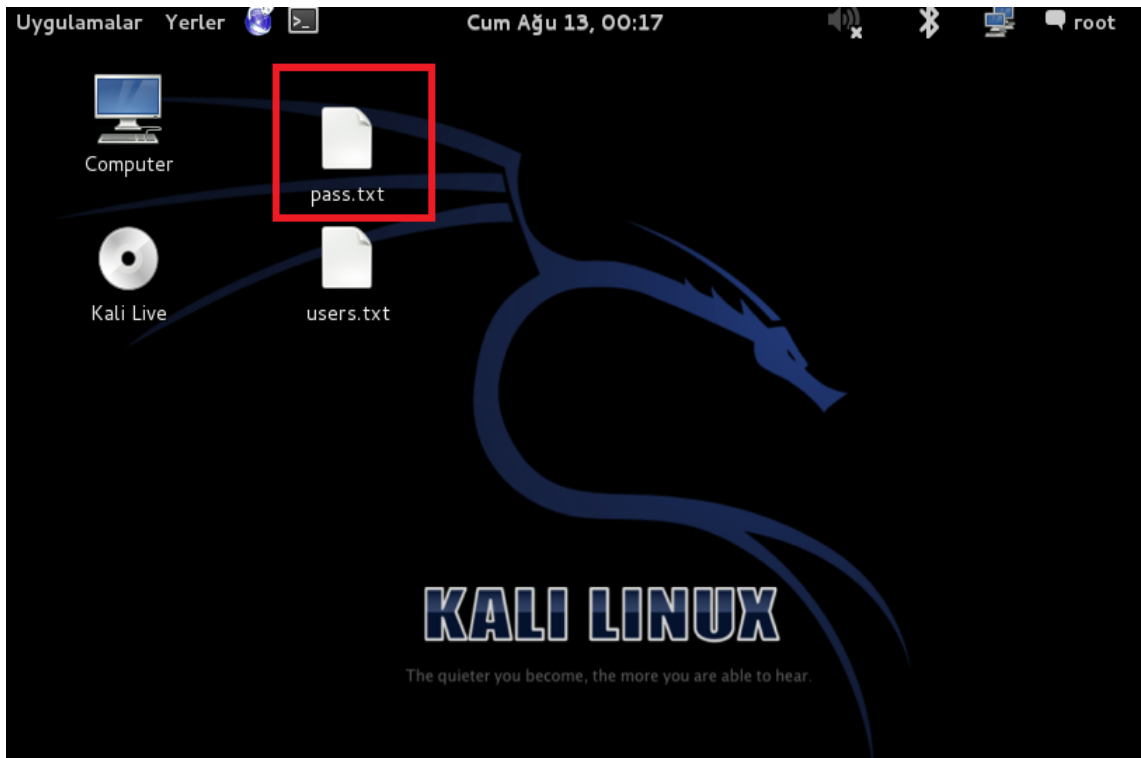 Uygulamalar Yerler Cum Ağu 13, 00:17 root
Computer
pass.txt
Kali Live
users.txt
KALI LINUX
The quieter you become, the more you are able to hear.